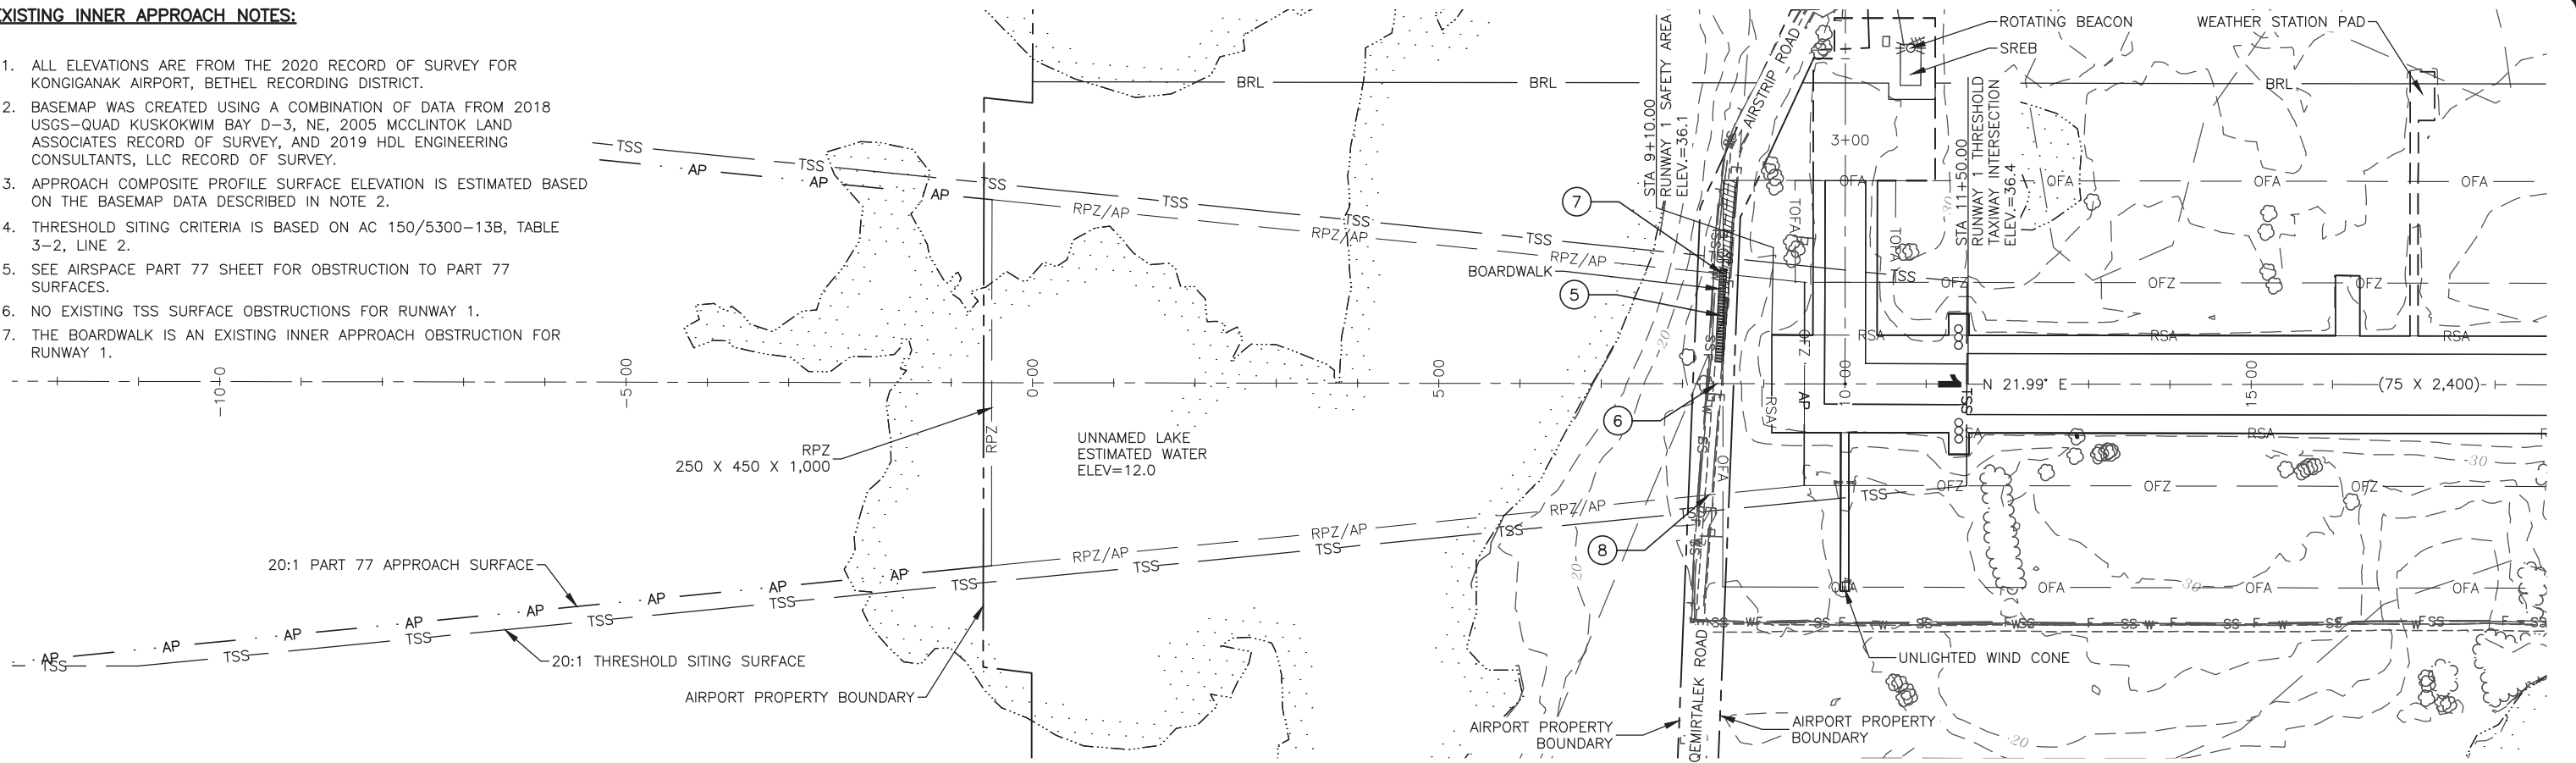 EXISTING INNER APPROACH NOTES:
1. ALL ELEVATIONS ARE FROM THE 2020 RECORD OF SURVEY FOR
KONGIGANAK AIRPORT, BETHEL RECORDING DISTRICT.
2. BASEMAP WAS CREATED USING A COMBINATION OF DATA FROM 2018
USGS-QUAD KUSKOKWIM BAY D-3, NE, 2005 MCCLINTOK LAND
ASSOCIATES RECORD OF SURVEY, AND 2019 HDL ENGINEERING
CONSULTANTS, LLC RECORD OF SURVEY.
3. APPROACH COMPOSITE PROFILE SURFACE ELEVATION IS ESTIMATED BASED
ON THE BASEMAP DATA DESCRIBED IN NOTE 2.
4. THRESHOLD SITING CRITERIA IS BASED ON AC 150/5300-13B, TABLE
3-2, LINE 2.
5. SEE AIRSPACE PART 77 SHEET FOR OBSTRUCTION TO PART 77
SURFACES.
6. NO EXISTING TSS SURFACE OBSTRUCTIONS FOR RUNWAY 1.
7. THE BOARDWALK IS AN EXISTING INNER APPROACH OBSTRUCTION FOR
RUNWAY 1.
ROTATING BEACON
WEATHER STATION PAD
SREB
BRL BRL BRL
AIRSTRIP ROAD
STA 9+10.00
RUNWAY 1 SAFETY AREA
ELEV.=36.1
STA 11+50.00
RUNWAY 1 THRESHOLD
TAXIWAY INTERSECTION
ELEV.=36.4
3+00
TSS TSS TSS TSS TSS TSS TSS
AP AP AP
RPZ/AP RPZ/AP RPZ/AP
OFA OFA OFA OFA
TOFA TOFA
7
BOARDWALK
5
OFZ OFZ OFZ
RSA RSA RSA
-5+00 0+00 5+00 10+00 15+00
1
N 21.99° E
(75 X 2,400)
6
RSA
AP
TSS
OFZ
OFA
RPZ
250 X 450 X 1,000
RPZ
UNNAMED LAKE
ESTIMATED WATER
ELEV=12.0
RSA
30
OFZ OFZ OFZ
8
RPZ/AP RPZ/AP RPZ/AP
TSS TSS TSS TSS TSS
20:1 PART 77 APPROACH SURFACE
AP AP AP AP AP AP AP AP
TSS TSS TSS TSS TSS
20:1 THRESHOLD SITING SURFACE
20
30
OFA OFA OFA OFA
UNLIGHTED WIND CONE
AIRPORT PROPERTY BOUNDARY
AIRPORT PROPERTY
BOUNDARY
QEMIRTALEK ROAD
AIRPORT PROPERTY
BOUNDARY
20